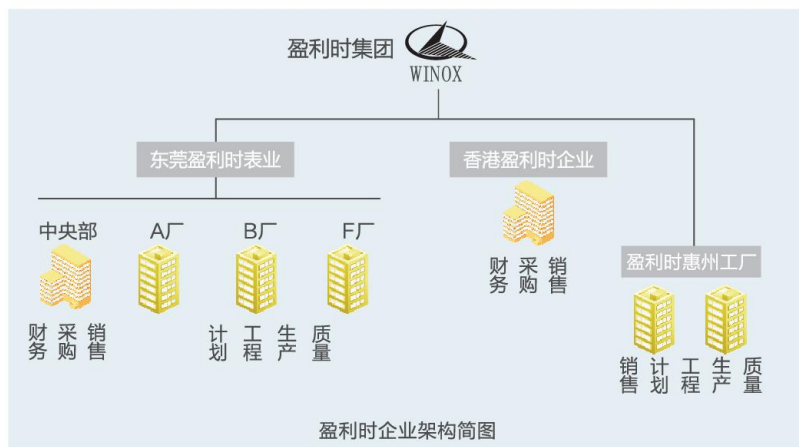 盈利时集团
WINOX
东莞盈利时表业
香港盈利时企业
中央部
A厂
B厂
F厂
财务 采购 销售
计划 工程 生产 质量
财务 采购 销售
盈利时惠州工厂
销售 计划 工程 生产 质量
盈利时企业架构简图